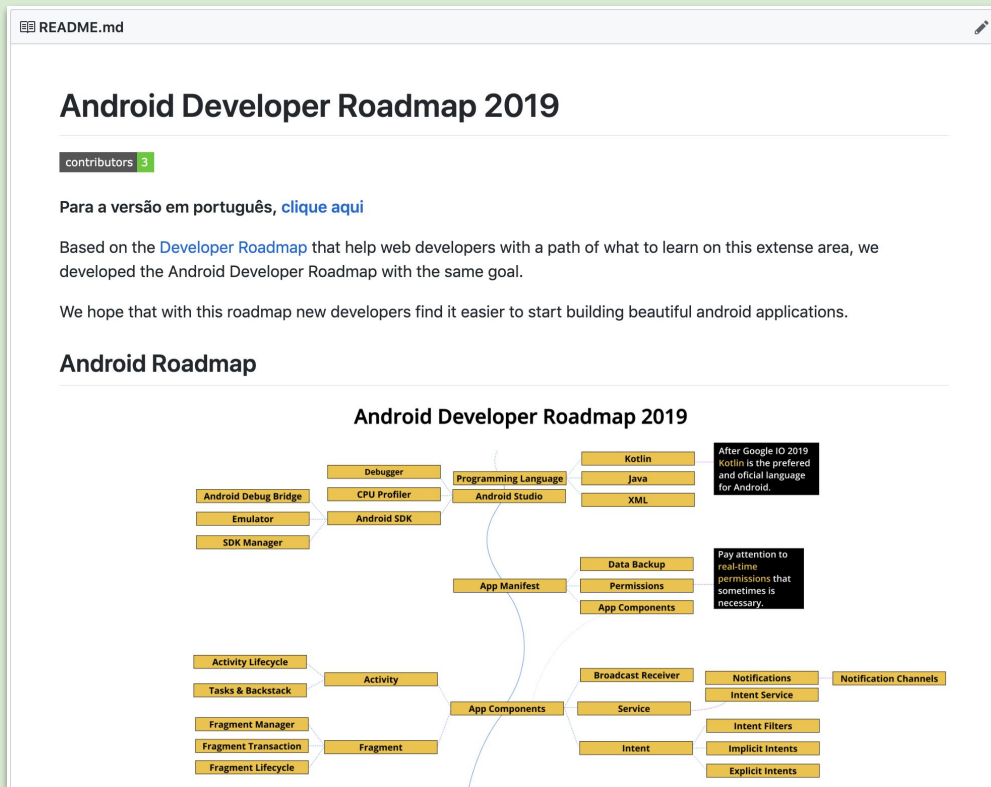 README.md
Android Developer Roadmap 2019
contributors 3
Para a versão em português, clique aqui
Based on the Developer Roadmap that help web developers with a path of what to learn on this extense area, we
developed the Android Developer Roadmap with the same goal.
We hope that with this roadmap new developers find it easier to start building beautiful android applications.
Android Roadmap
Android Developer Roadmap 2019
Debugger
CPU Profiler
Android SDK
Android Debug Bridge
Emulator
SDK Manager
Programming Language
Android Studio
Kotlin
Java
XML
After Google IO 2019
Kotlin is the prefered
and oficial language
for Android.
App Manifest
Data Backup
Permissions
App Components
Pay attention to
real-time
permissions that
sometimes is
necessary.
Activity Lifecycle
Tasks & Backstack
Activity
Fragment Manager
Fragment Transaction
Fragment Lifecycle
Fragment
App Components
Broadcast Receiver
Service
Intent
Notifications
Intent Service
Notification Channels
Intent Filters
Implicit Intents
Explicit Intents